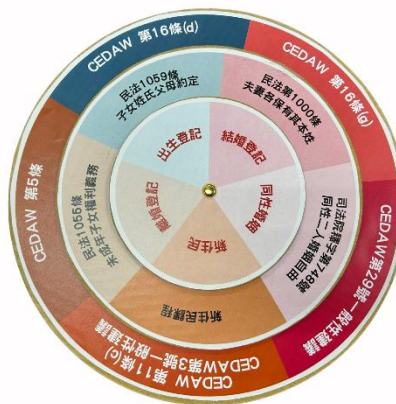 CEDAW 第16條(d)
CEDAW 第16條(g)
CEDAW第29號一般性建議
CEDAW 第11條(c)
CEDAW第3號一般性建議
CEDAW 第5條
民法1059條
子女姓氏父母約定
民法第1000條
夫妻各保有其本姓
司法院釋字第748號
同性二人婚姻自由
新住民課程
民法1055條
未成年子女權利義務
出生登記
結婚登記
同性婚姻
新住民
離婚登記